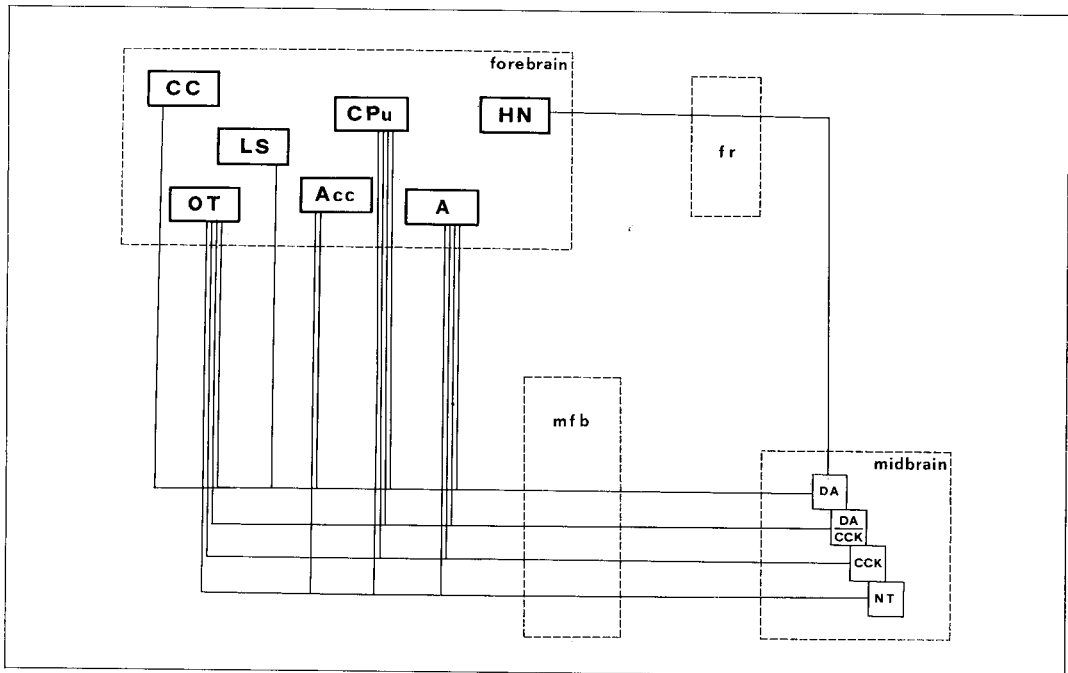 forebrain
CC
CPu
HN
LS
fr
Acc
OT
A
mfb
midbrain
DA
DA
CCK
CCK
NT